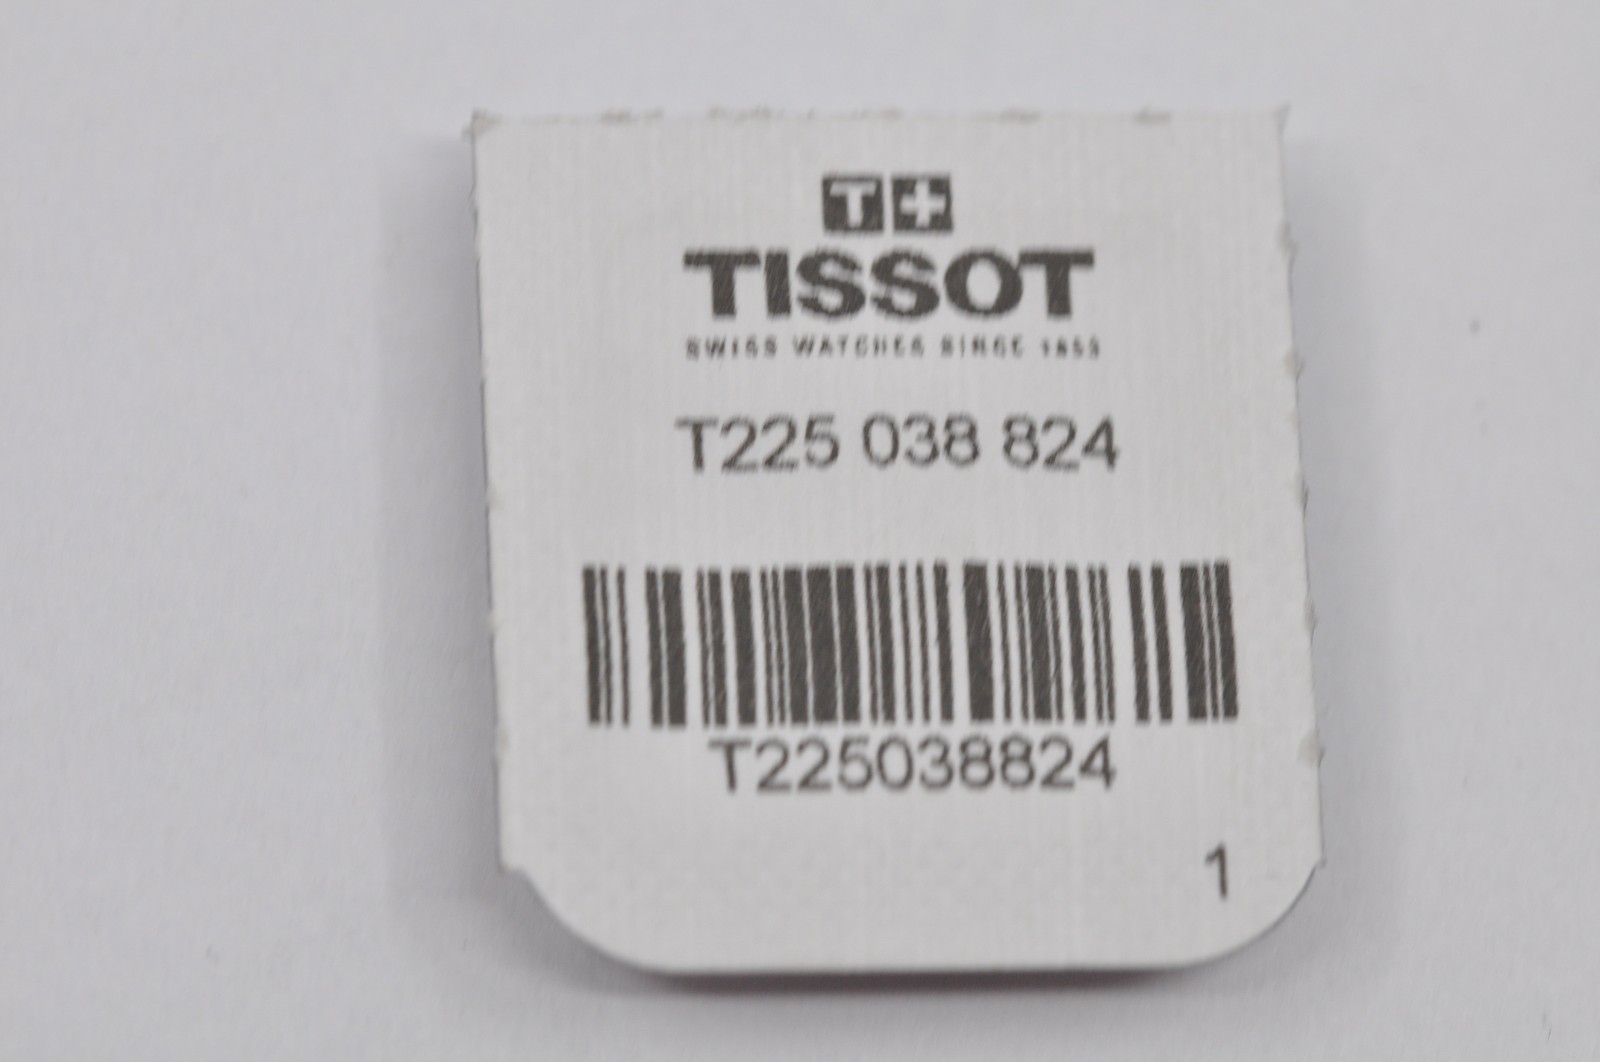 T+
TISSOT
SWISS WATCHES SINCE 1853
T225 038 824
T225038824
1